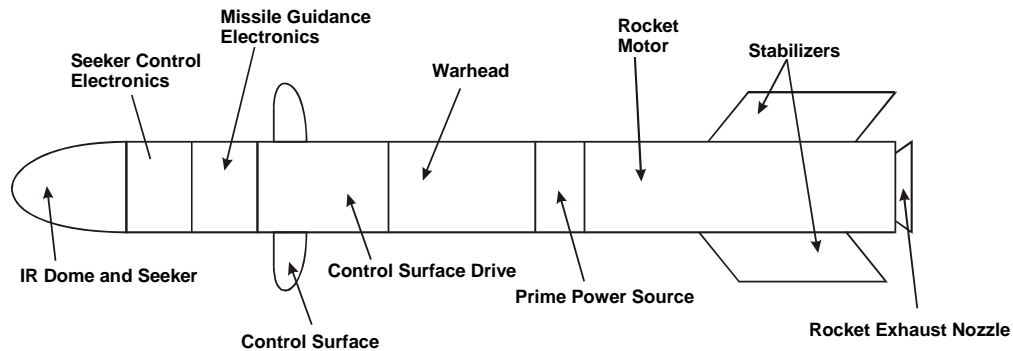 Missile Guidance
Electronics
Rocket
Motor
Stabilizers
Seeker Control
Electronics
Warhead
IR Dome and Seeker
Control Surface Drive
Prime Power Source
Rocket Exhaust Nozzle
Control Surface